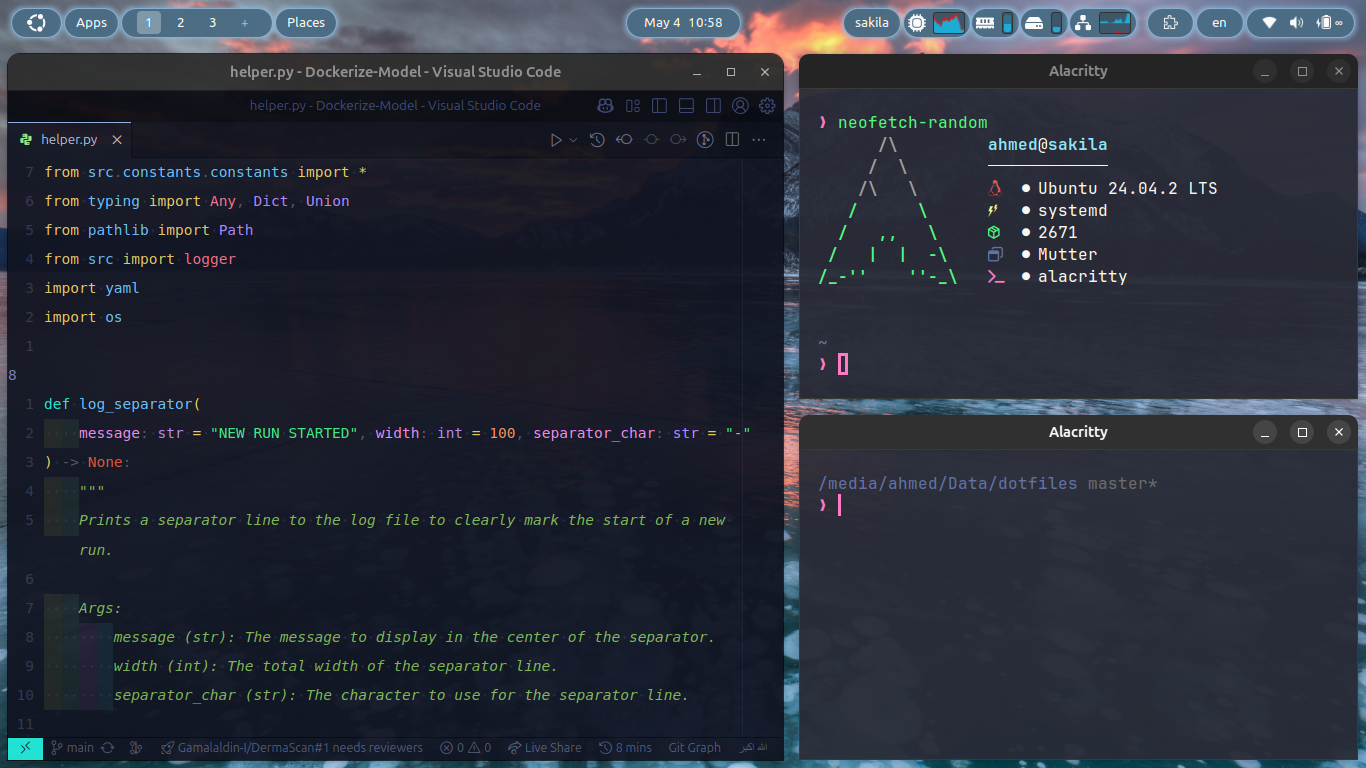 Apps 1 2 3 + Places May 4 10:58 sakila en ∞
helper.py - Dockerize-Model - Visual Studio Code
helper.py - Dockerize-Model - Visual Studio Code
helper.py
7 from src.constants.constants import *
6 from typing import Any, Dict, Union
5 from pathlib import Path
4 from src import logger
3 import yaml
2 import os
1
8
1 def log_separator(
2 message: str = "NEW RUN STARTED", width: int = 100, separator_char: str = "-"
3 ) -> None:
4 """
5 Prints a separator line to the log file to clearly mark the start of a new
run.
6
7 Args:
8 message (str): The message to display in the center of the separator.
9 width (int): The total width of the separator line.
10 separator_char (str): The character to use for the separator line.
11
main Gamalaldin-I/DermaScan#1 needs reviewers 0 0 Live Share 8 mins Git Graph الله اكبر
Alacritty
❯ neofetch-random
ahmed@sakila
● Ubuntu 24.04.2 LTS
● systemd
● 2671
● Mutter
● alacritty
~
❯
Alacritty
/media/ahmed/Data/dotfiles master*
❯